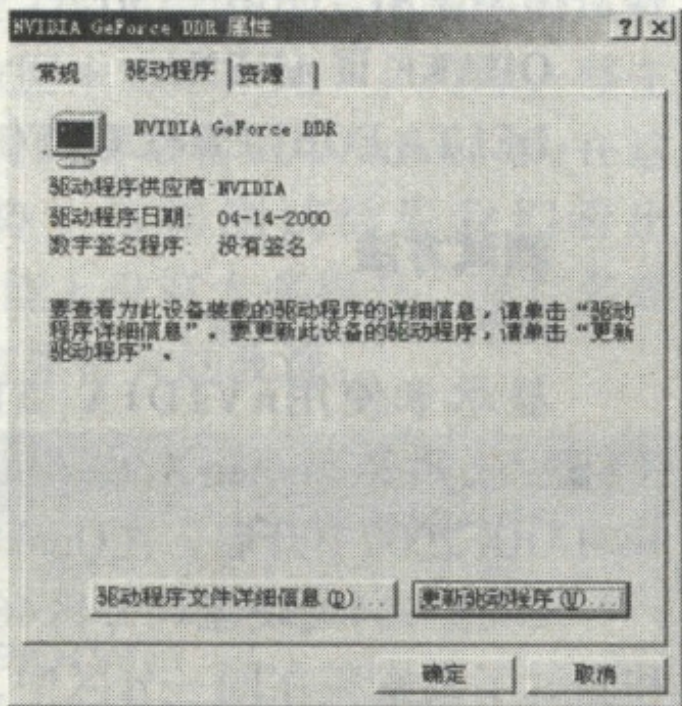 NVIDIA GeForce DDR 属性
常规 驱动程序 资源
NVIDIA GeForce DDR
驱动程序供应商:NVIDIA
驱动程序日期: 04-14-2000
数字签名程序: 没有签名
要查看为此设备装载的驱动程序的详细信息，请单击“驱动
程序详细信息”。要更新此设备的驱动程序，请单击“更新
驱动程序”。
驱动程序文件详细信息(D)... 更新驱动程序(U)...
确定 取消